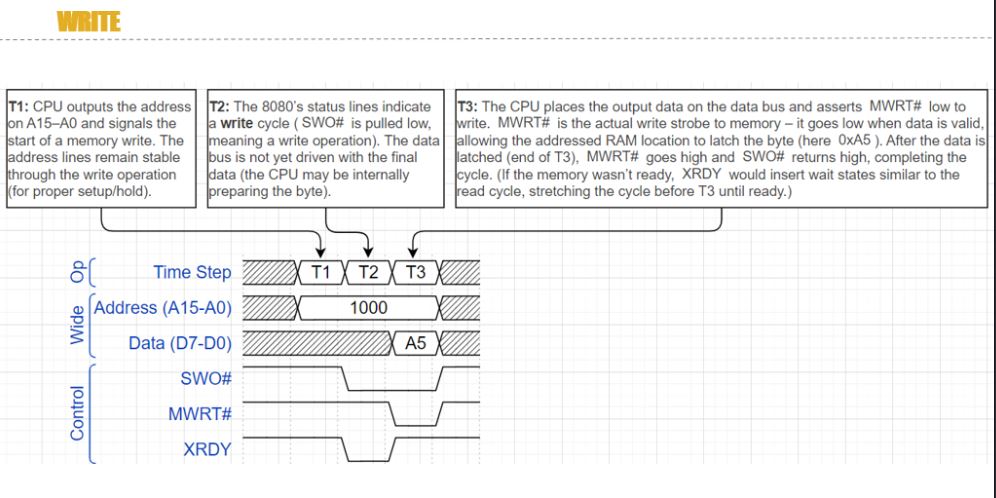 WRITE
T1: CPU outputs the address
on A15–A0 and signals the
start of a memory write. The
address lines remain stable
through the write operation
(for proper setup/hold).
T2: The 8080's status lines indicate
a write cycle ( SWO# is pulled low,
meaning a write operation). The data
bus is not yet driven with the final
data (the CPU may be internally
preparing the byte).
T3: The CPU places the output data on the data bus and asserts MWRT# low to
write. MWRT# is the actual write strobe to memory – it goes low when data is valid,
allowing the addressed RAM location to latch the byte (here 0xA5 ). After the data is
latched (end of T3), MWRT# goes high and SWO# returns high, completing the
cycle. (If the memory wasn't ready, XRDY would insert wait states similar to the
read cycle, stretching the cycle before T3 until ready.)
Op
Time Step T1 T2 T3
Wide
Address (A15-A0) 1000
Data (D7-D0) A5
Control
SWO#
MWRT#
XRDY